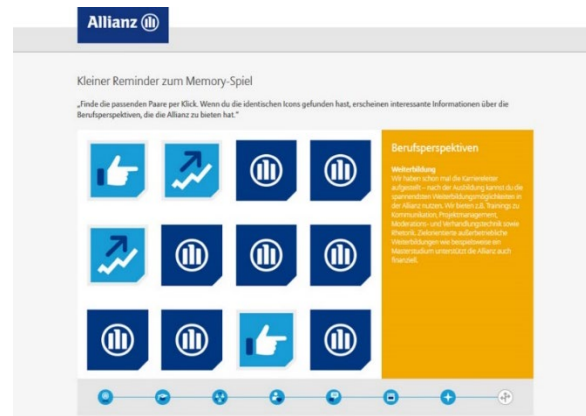 Allianz
Kleiner Reminder zum Memory-Spiel
„Finde die passenden Paare per Klick. Wenn du die identischen Icons gefunden hast, erscheinen interessante Informationen über die
Berufsperspektiven, die die Allianz zu bieten hat.“
Berufsperspektiven
Weiterbildung
Wir haben schon mal die Karriereleiter
aufgestellt – nach der Ausbildung kannst du die
spannendsten Weiterbildungsmöglichkeiten in
der Allianz nutzen. Wir bieten z.B. Trainings zu
Kommunikation, Projektmanagement,
Moderations- und Verhandlungstechnik sowie
Rhetorik. Zielorientierte außerbetriebliche
Weiterbildungen wie beispielsweise ein
Masterstudium unterstützt die Allianz auch
finanziell.